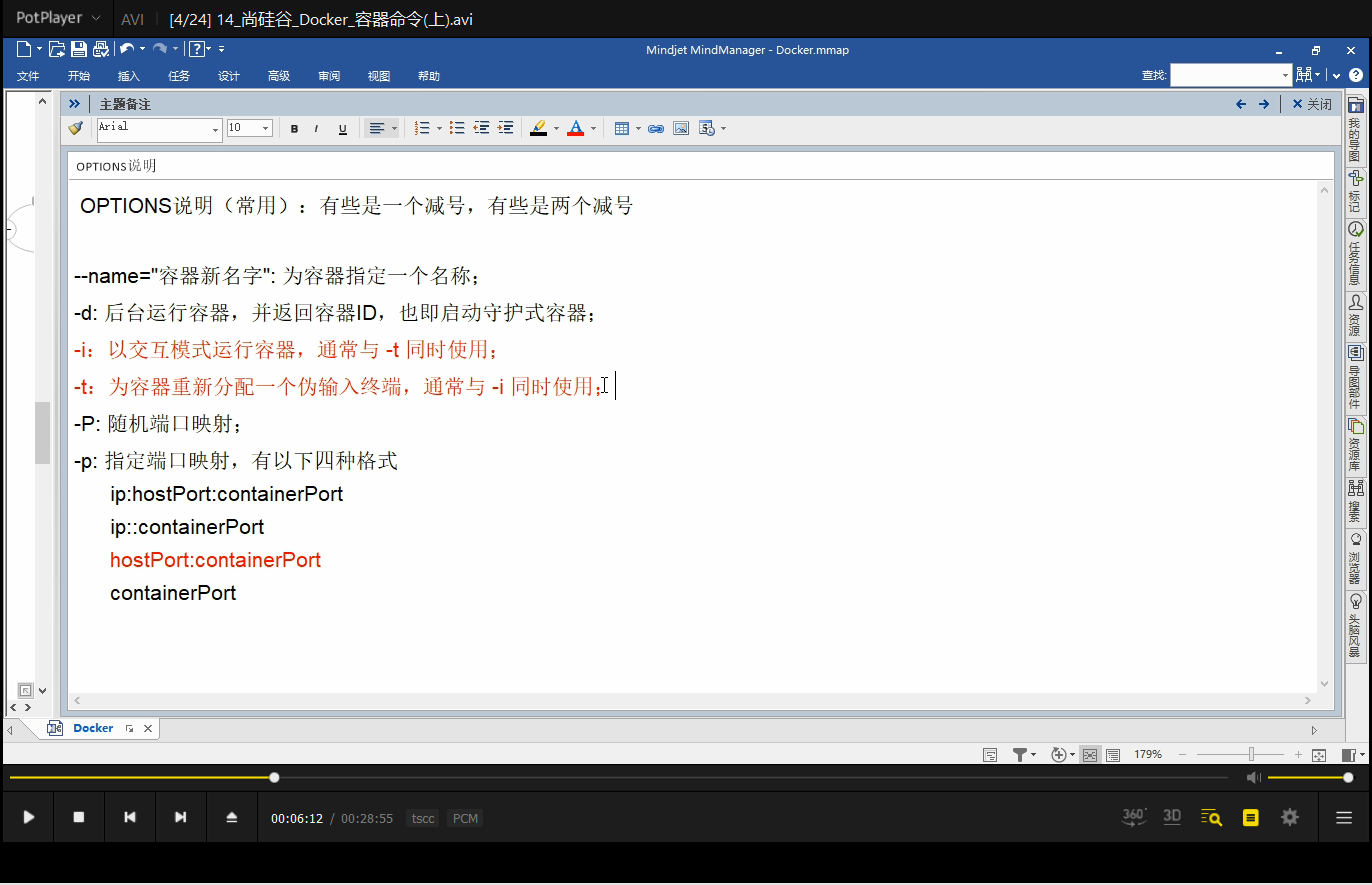 PotPlayer AVI [4/24] 14_尚硅谷_Docker_容器命令(上).avi
Mindjet MindManager - Docker.mmap
文件 开始 插入 任务 设计 高级 审阅 视图 帮助 查找:
主题备注 关闭
Arial 10 B I U
OPTIONS说明
OPTIONS说明（常用）：有些是一个减号，有些是两个减号
--name="容器新名字": 为容器指定一个名称；
-d: 后台运行容器，并返回容器ID，也即启动守护式容器；
-i：以交互模式运行容器，通常与 -t 同时使用；
-t：为容器重新分配一个伪输入终端，通常与 -i 同时使用；
-P: 随机端口映射；
-p: 指定端口映射，有以下四种格式
ip:hostPort:containerPort
ip::containerPort
hostPort:containerPort
containerPort
我的导图
标记
任务信息
资源
导图部件
资源库
搜索
浏览器
头脑风暴
Docker
179%
00:06:12 / 00:28:55 tscc PCM 360° 3D